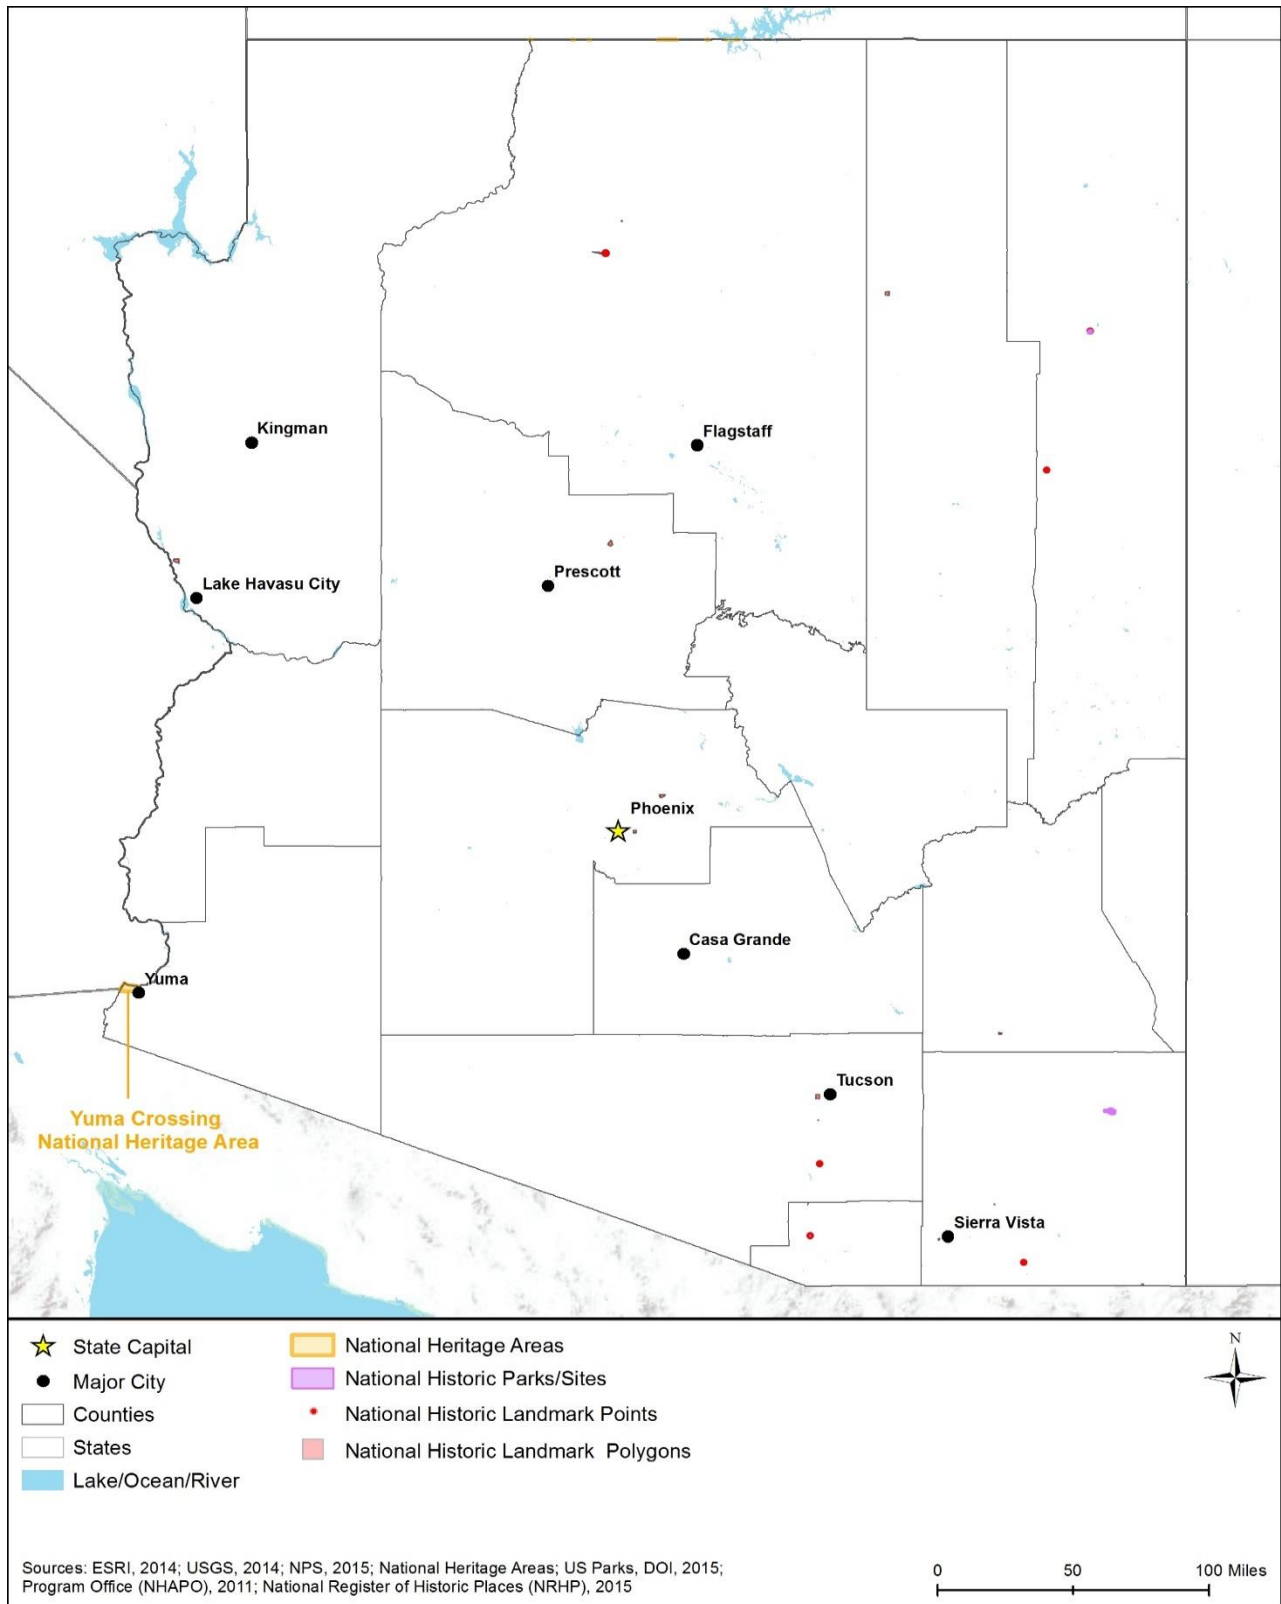 Kingman
Flagstaff
Lake Havasu City
Prescott
Phoenix
Casa Grande
Yuma
Tucson
Yuma Crossing
National Heritage Area
Sierra Vista
State Capital
Major City
Counties
States
Lake/Ocean/River
National Heritage Areas
National Historic Parks/Sites
National Historic Landmark Points
National Historic Landmark  Polygons
N
Sources: ESRI, 2014; USGS, 2014; NPS, 2015; National Heritage Areas; US Parks, DOI, 2015;
Program Office (NHAPO), 2011; National Register of Historic Places (NRHP), 2015
0 50 100 Miles